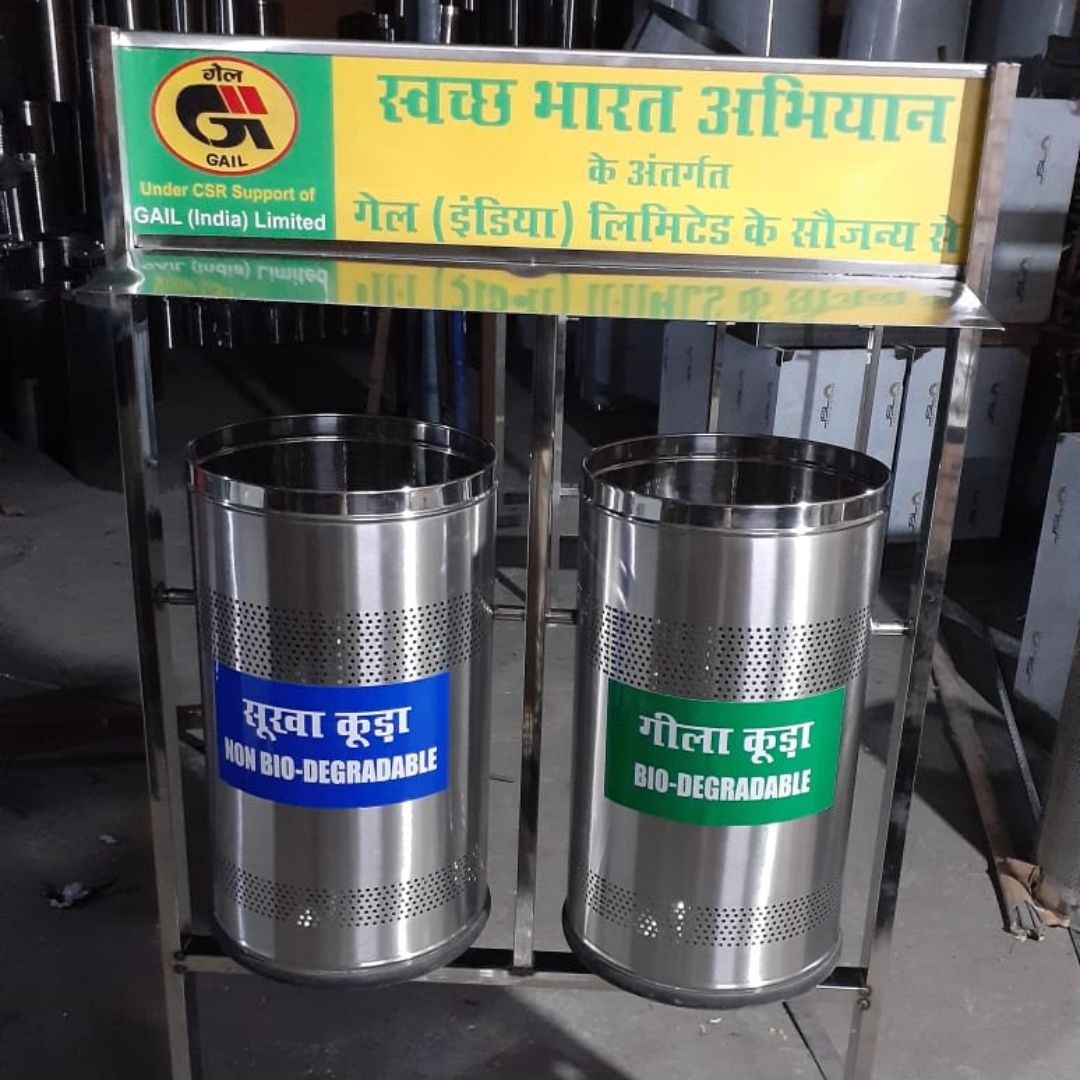 गेल
GAIL
Under CSR Support of
GAIL (India) Limited
स्वच्छ भारत अभियान
के अंतर्गत
गेल (इंडिया) लिमिटेड के सौजन्य से
सूखा कूड़ा
NON BIO-DEGRADABLE
गीला कूड़ा
BIO-DEGRADABLE